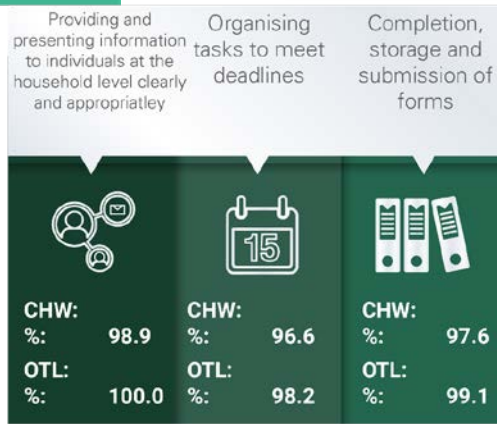 Providing and
presenting information
to individuals at the
household level clearly
and appropriatley
Organising
tasks to meet
deadlines
Completion,
storage and
submission of
forms
15
CHW:
%: 98.9
OTL:
%: 100.0
CHW:
%: 96.6
OTL:
%: 98.2
CHW:
%: 97.6
OTL:
%: 99.1